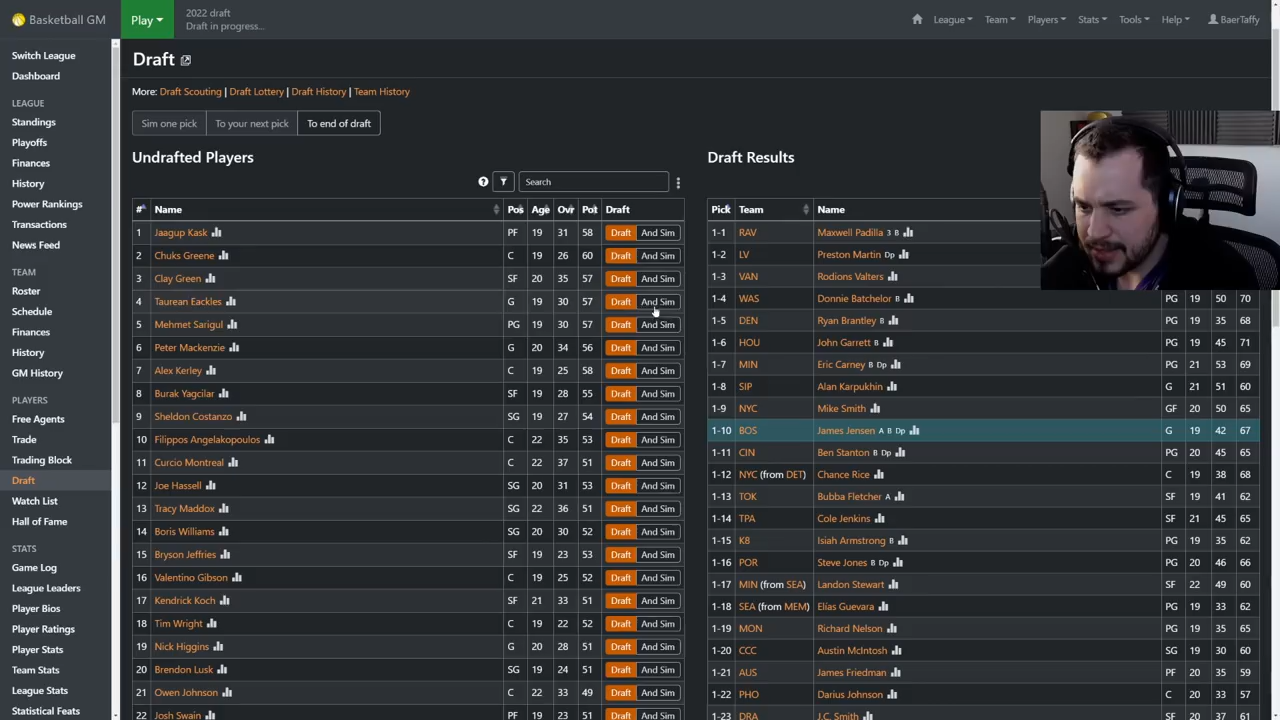 Basketball GM
Play
2022 draft
Draft in progress...
League
Team
Players
Stats
Tools
Help
BaerTaffy
Switch League
Dashboard
LEAGUE
Standings
Playoffs
Finances
History
Power Rankings
Transactions
News Feed
TEAM
Roster
Schedule
Finances
History
GM History
PLAYERS
Free Agents
Trade
Trading Block
Draft
Watch List
Hall of Fame
STATS
Game Log
League Leaders
Player Bios
Player Ratings
Player Stats
Team Stats
League Stats
Statistical Feats
Draft
More: Draft Scouting | Draft Lottery | Draft History | Team History
Sim one pick
To your next pick
To end of draft
Undrafted Players
Search
# Name Pos Age Ovr Pot Draft
1 Jaagup Kask PF 19 31 58 Draft And Sim
2 Chuks Greene C 19 26 60 Draft And Sim
3 Clay Green SF 20 35 57 Draft And Sim
4 Taurean Eackles G 19 30 57 Draft And Sim
5 Mehmet Sarigul PG 19 30 57 Draft And Sim
6 Peter Mackenzie G 20 34 56 Draft And Sim
7 Alex Kerley C 19 25 58 Draft And Sim
8 Burak Yagcilar SF 19 28 55 Draft And Sim
9 Sheldon Costanzo SG 19 27 54 Draft And Sim
10 Filippos Angelakopoulos C 22 35 53 Draft And Sim
11 Curcio Montreal C 22 37 51 Draft And Sim
12 Joe Hassell SG 20 31 53 Draft And Sim
13 Tracy Maddox SG 22 36 51 Draft And Sim
14 Boris Williams SG 20 30 52 Draft And Sim
15 Bryson Jeffries SF 19 23 53 Draft And Sim
16 Valentino Gibson C 19 25 52 Draft And Sim
17 Kendrick Koch SF 21 33 51 Draft And Sim
18 Tim Wright C 19 22 52 Draft And Sim
19 Nick Higgins G 20 28 51 Draft And Sim
20 Brendon Lusk SG 19 24 51 Draft And Sim
21 Owen Johnson C 22 33 49 Draft And Sim
22 Josh Swain PF 19 23 51 Draft And Sim
Draft Results
Pick Team Name
1-1 RAV Maxwell Padilla 3 B
1-2 LV Preston Martin Dp
1-3 VAN Rodions Valters
1-4 WAS Donnie Batchelor B PG 19 50 70
1-5 DEN Ryan Brantley B PG 19 35 68
1-6 HOU John Garrett B PG 19 45 71
1-7 MIN Eric Carney B Dp PG 21 53 69
1-8 SIP Alan Karpukhin G 21 51 60
1-9 NYC Mike Smith GF 20 50 65
1-10 BOS James Jensen A B Dp G 19 42 67
1-11 CIN Ben Stanton B Dp PG 20 45 65
1-12 NYC (from DET) Chance Rice C 19 38 68
1-13 TOK Bubba Fletcher A SF 19 41 62
1-14 TPA Cole Jenkins SF 21 45 65
1-15 KB Isiah Armstrong B PG 19 35 62
1-16 POR Steve Jones B Dp PG 20 46 66
1-17 MIN (from SEA) Landon Stewart SF 22 49 60
1-18 SEA (from MEM) Elías Guevara PG 19 33 62
1-19 MON Richard Nelson PG 19 35 65
1-20 CCC Austin McIntosh SG 19 30 60
1-21 AUS James Friedman PF 20 35 59
1-22 PHO Darius Johnson C 20 33 57
1-23 DRA J.C. Smith SF 20 37 61